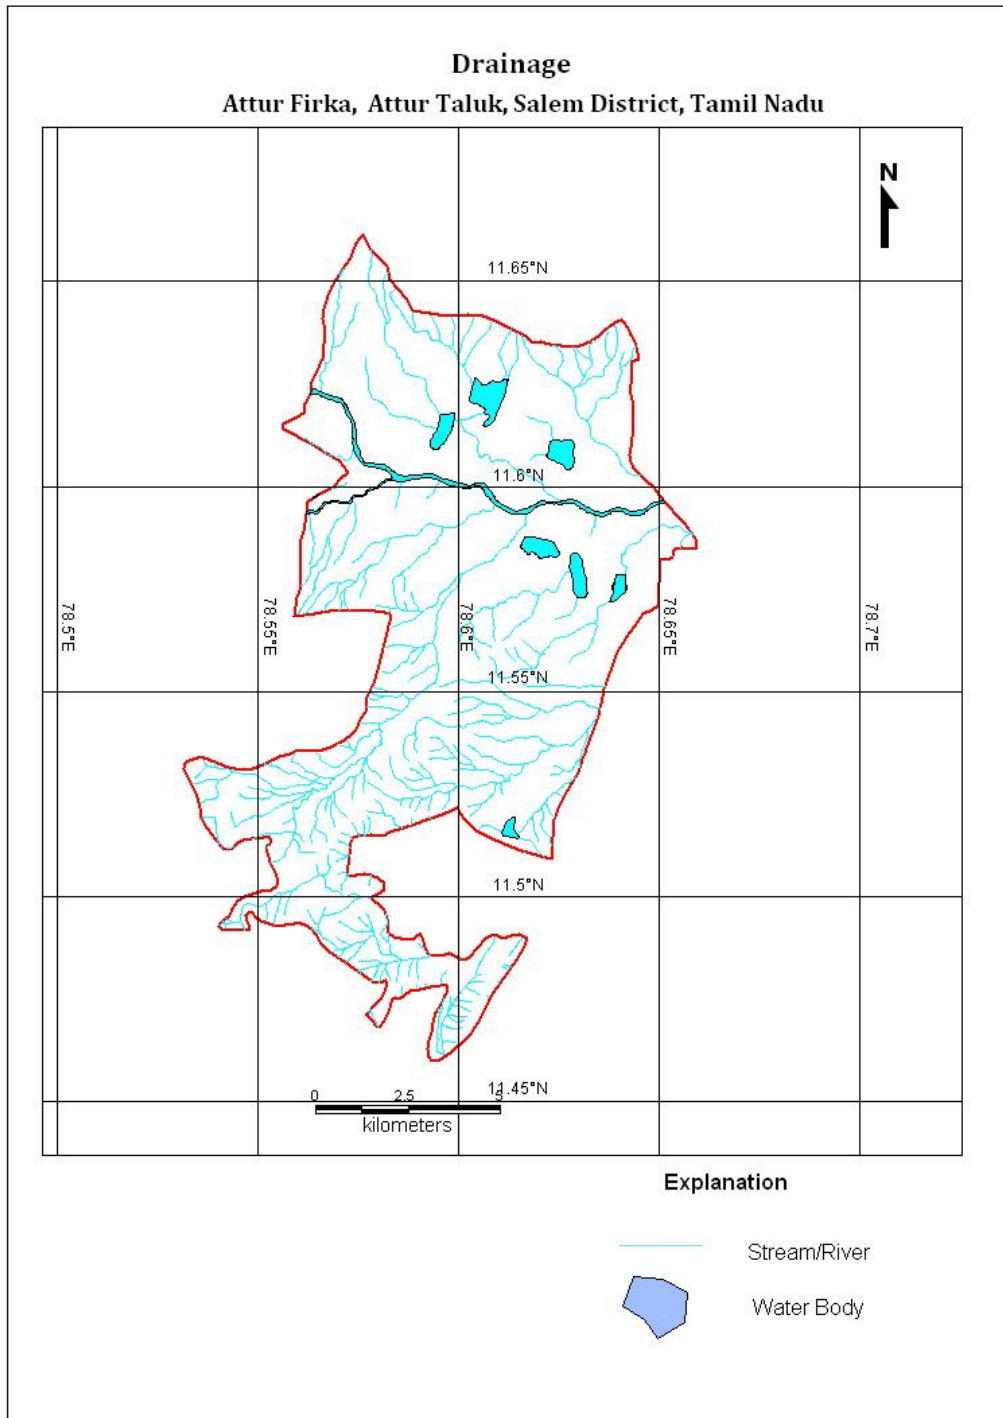 Drainage
Attur Firka, Attur Taluk, Salem District, Tamil Nadu
N
11.65°N
11.6°N
78.5°E
78.55°E
78.6°E
78.65°E
78.7°E
11.55°N
11.5°N
11.45°N
0 2.5 5
kilometers
Explanation
Stream/River
Water Body